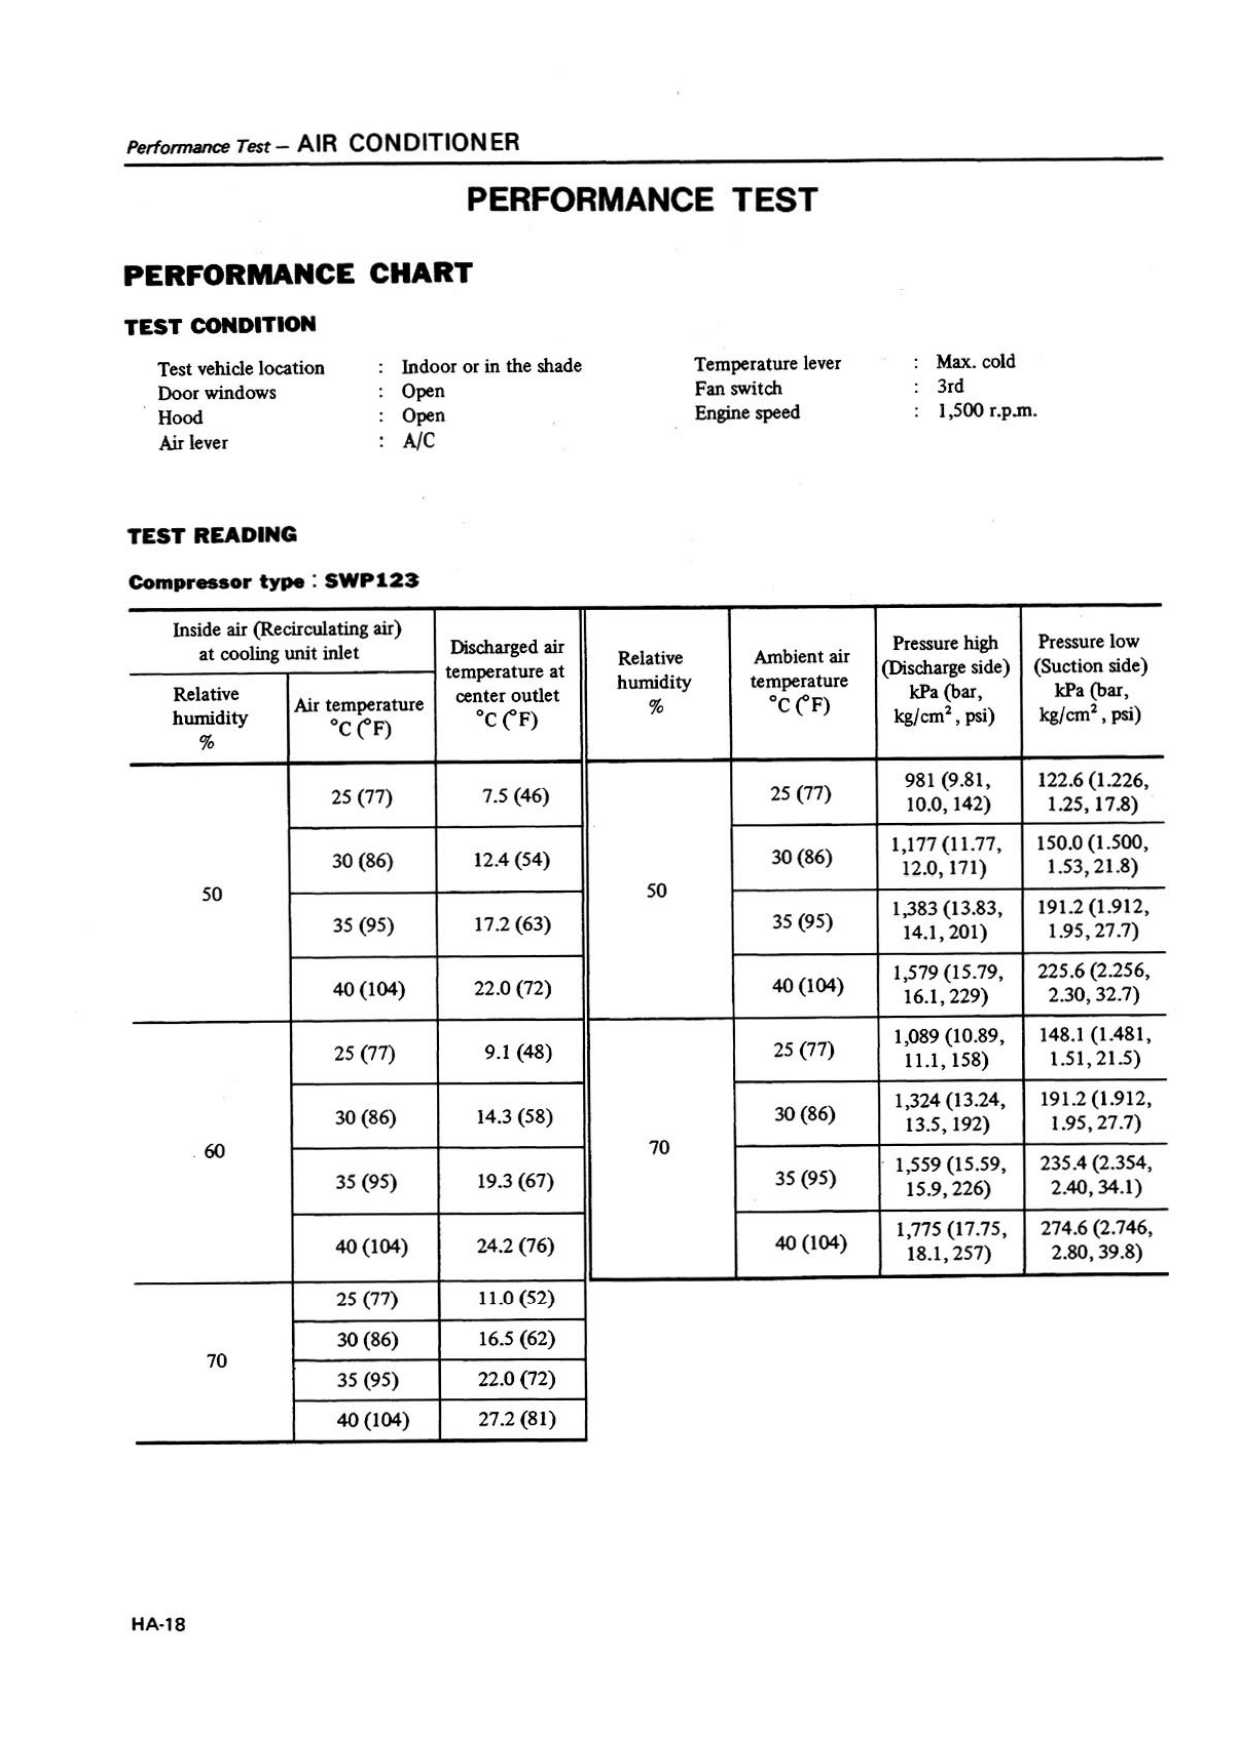 Performance Test — AIR CONDITIONER
PERFORMANCE TEST
PERFORMANCE CHART
TEST CONDITION
Test vehicle location : Indoor or in the shade
Door windows : Open
Hood : Open
Air lever : A/C
Temperature lever : Max. cold
Fan switch : 3rd
Engine speed : 1,500 r.p.m.
TEST READING
Compressor type : SWP123
Inside air (Recirculating air)
at cooling unit inlet
Relative
humidity
%
Air temperature
°C (°F)
Discharged air
temperature at
center outlet
°C (°F)
50
25 (77) 7.5 (46)
30 (86) 12.4 (54)
35 (95) 17.2 (63)
40 (104) 22.0 (72)
60
25 (77) 9.1 (48)
30 (86) 14.3 (58)
35 (95) 19.3 (67)
40 (104) 24.2 (76)
70
25 (77) 11.0 (52)
30 (86) 16.5 (62)
35 (95) 22.0 (72)
40 (104) 27.2 (81)
Relative
humidity
%
Ambient air
temperature
°C (°F)
Pressure high
(Discharge side)
kPa (bar,
kg/cm², psi)
Pressure low
(Suction side)
kPa (bar,
kg/cm², psi)
50
25 (77)
981 (9.81,
10.0, 142)
122.6 (1.226,
1.25, 17.8)
30 (86)
1,177 (11.77,
12.0, 171)
150.0 (1.500,
1.53, 21.8)
35 (95)
1,383 (13.83,
14.1, 201)
191.2 (1.912,
1.95, 27.7)
40 (104)
1,579 (15.79,
16.1, 229)
225.6 (2.256,
2.30, 32.7)
70
25 (77)
1,089 (10.89,
11.1, 158)
148.1 (1.481,
1.51, 21.5)
30 (86)
1,324 (13.24,
13.5, 192)
191.2 (1.912,
1.95, 27.7)
35 (95)
1,559 (15.59,
15.9, 226)
235.4 (2.354,
2.40, 34.1)
40 (104)
1,775 (17.75,
18.1, 257)
274.6 (2.746,
2.80, 39.8)
HA-18